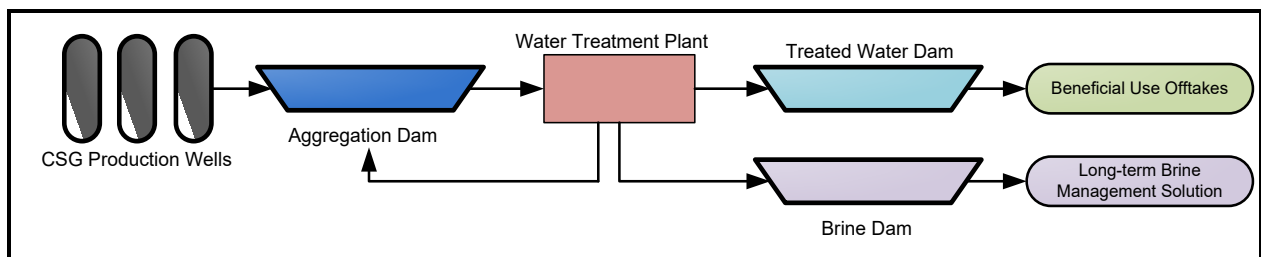 Water Treatment Plant
Treated Water Dam
Beneficial Use Offtakes
Aggregation Dam
CSG Production Wells
Long-term Brine
Management Solution
Brine Dam